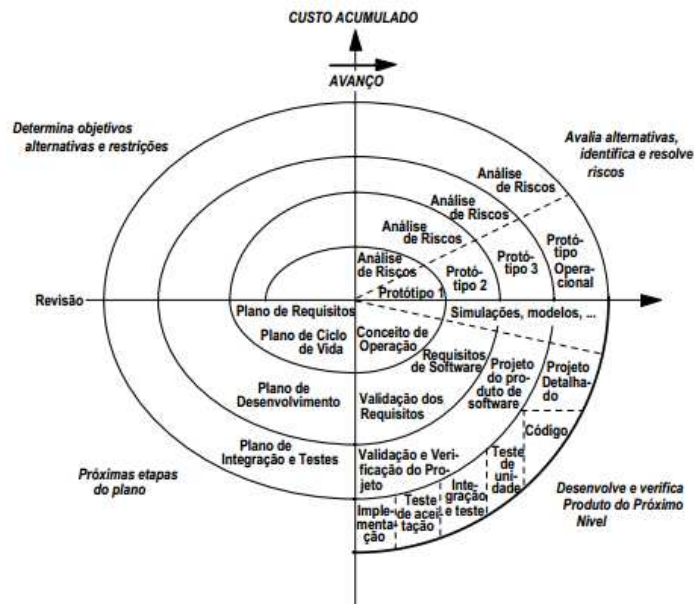 CUSTO ACUMULADO
AVANÇO
Determina objetivos
alternativas e restrições
Avalia alternativas,
identifica e resolve
riscos
Análise
de Riscos
Análise
de Riscos
Análise
de Riscos
Análise
de Riscos
Protótipo 1
Protó-
tipo 2
Protó-
tipo 3
Protó-
tipo
Opera-
cional
Revisão
Plano de Requisitos
Plano de Ciclo
de Vida
Conceito de
Operação
Simulações, modelos, ...
Requisitos
de Software
Projeto
do pro-
duto de
software
Projeto
Detalha-
do
Plano de
Desenvolvimento
Validação dos
Requisitos
Código
Plano de
Integração e Testes
Validação e Veri-
ficação do Pro-
jeto
Teste
de
uni-
dade
Inte-
gração
e teste
Teste
de acei-
tação
Imple-
menta-
ção
Próximas etapas
do plano
Desenvolve e verifica
Produto do Próximo
Nivel